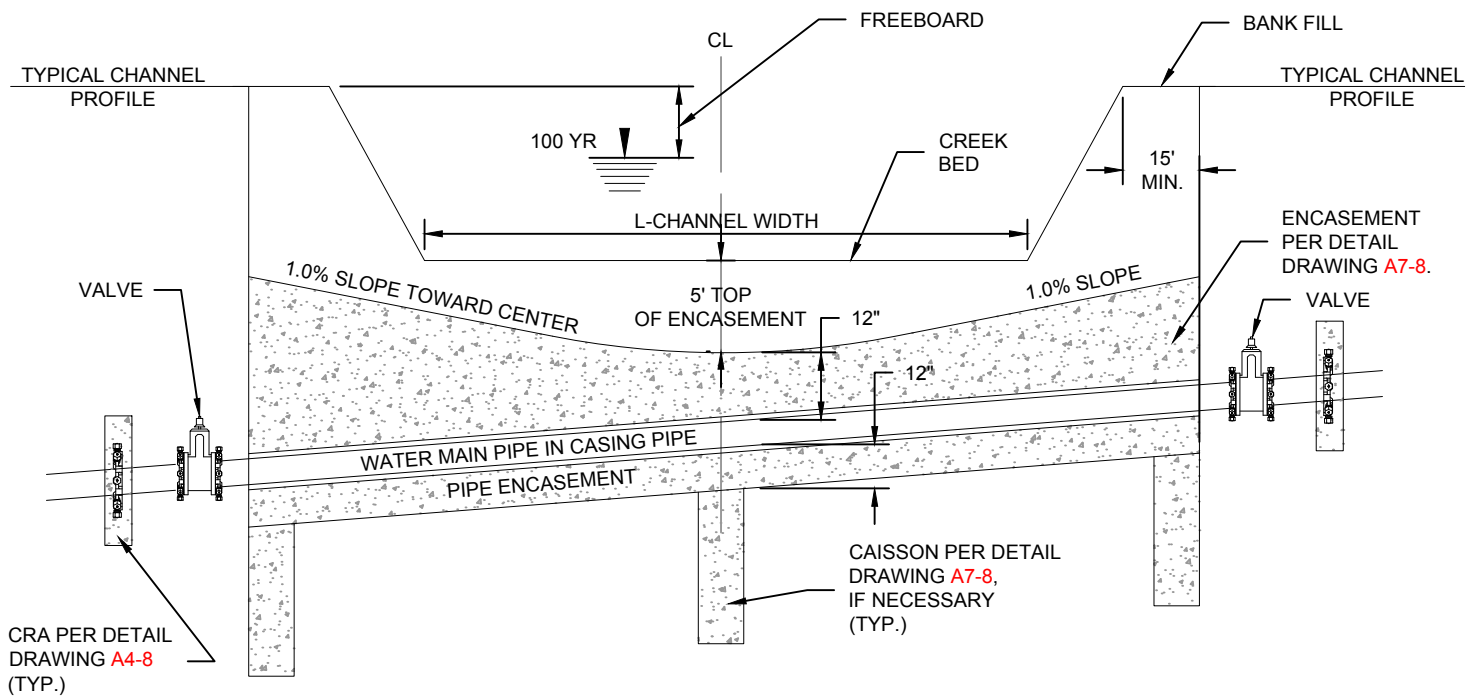 FREEBOARD
CL
BANK FILL
TYPICAL CHANNEL
PROFILE
TYPICAL CHANNEL
PROFILE
100 YR
CREEK
BED
15'
MIN.
L-CHANNEL WIDTH
ENCASEMENT
PER DETAIL
DRAWING A7-8.
1.0% SLOPE TOWARD CENTER
1.0% SLOPE
VALVE
5' TOP
OF ENCASEMENT
12"
VALVE
12"
WATER MAIN PIPE IN CASING PIPE
PIPE ENCASEMENT
CAISSON PER DETAIL
DRAWING A7-8,
IF NECESSARY
(TYP.)
CRA PER DETAIL
DRAWING A4-8
(TYP.)